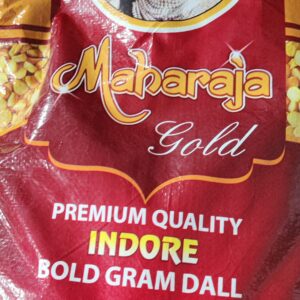 Maharaja
Gold
PREMIUM QUALITY
INDORE
BOLD GRAM DALL